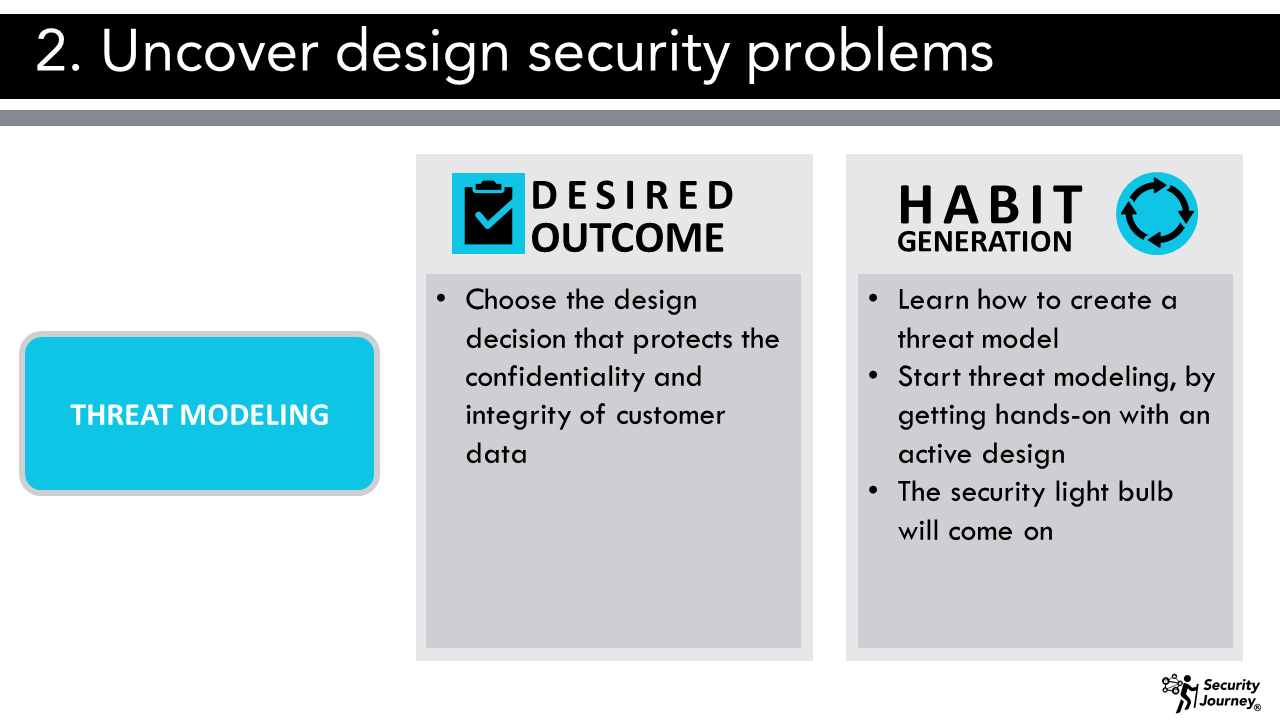 2. Uncover design security problems
THREAT MODELING
DESIRED
OUTCOME
• Choose the design
decision that protects the
confidentiality and
integrity of customer
data
HABIT
GENERATION
• Learn how to create a
threat model
• Start threat modeling, by
getting hands-on with an
active design
• The security light bulb
will come on
Security
Journey®